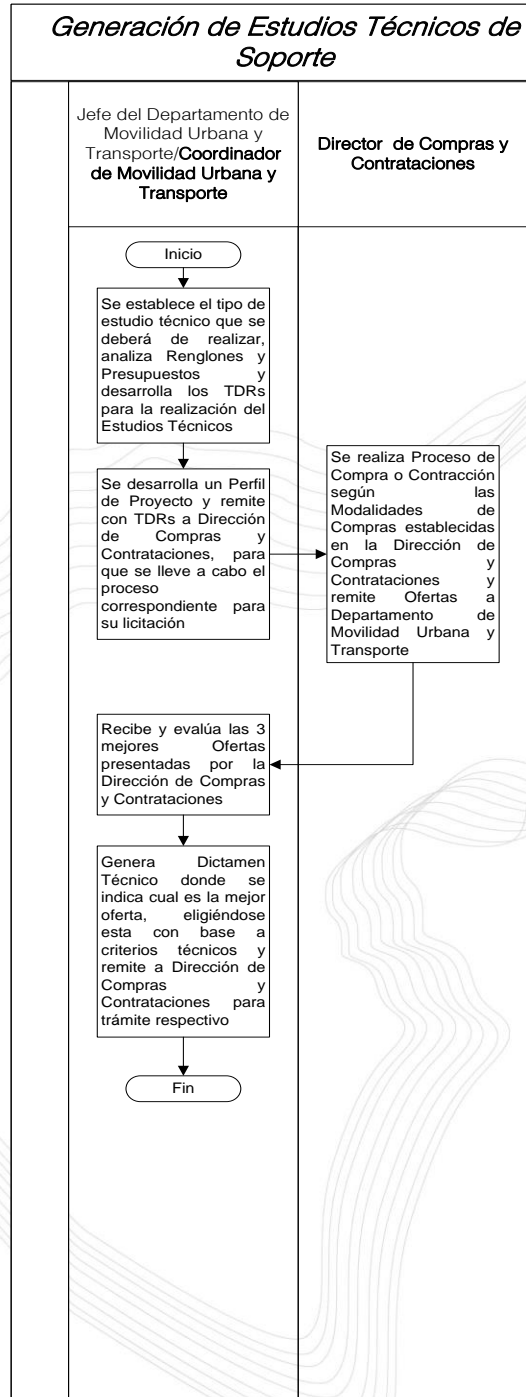 Generación de Estudios Técnicos de
Soporte
Jefe del Departamento de
Movilidad Urbana y
Transporte/Coordinador
de Movilidad Urbana y
Transporte
Director de Compras y
Contrataciones
Inicio
Se establece el tipo de
estudio técnico que se
deberá de realizar,
analiza Renglones y
Presupuestos y
desarrolla los TDRs
para la realización del
Estudios Técnicos
Se desarrolla un Perfil
de Proyecto y remite
con TDRs a Dirección
de Compras y
Contrataciones, para
que se lleve a cabo el
proceso
correspondiente para
su licitación
Se realiza Proceso de
Compra o Contracción
según las
Modalidades de
Compras establecidas
en la Dirección de
Compras y
Contrataciones y
remite Ofertas a
Departamento de
Movilidad Urbana y
Transporte
Recibe y evalúa las 3
mejores Ofertas
presentadas por la
Dirección de Compras
y Contrataciones
Genera Dictamen
Técnico donde se
indica cual es la mejor
oferta, eligiéndose
esta con base a
criterios técnicos y
remite a Dirección de
Compras y
Contrataciones para
trámite respectivo
Fin